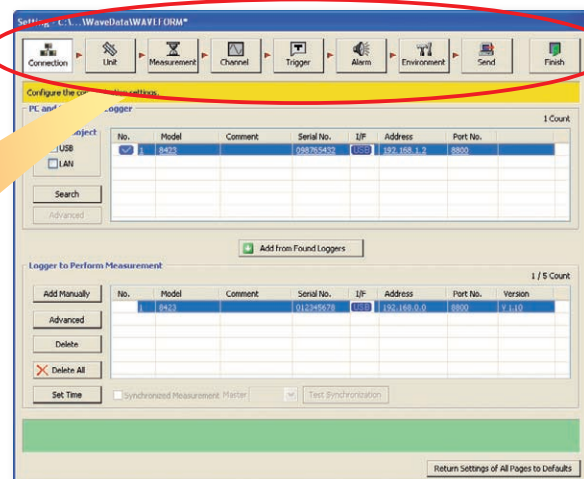 Setting - C:\...\WaveData\WAVEFORM*
Connection Unit Measurement Channel Trigger Alarm Environment Send Finish
Configure the settings.
PC and Logger
1 Count
USB
LAN
Search
Advanced
No. Model Comment Serial No. I/F Address Port No.
1 8423 098765432 USB 192.168.1.2 8800
Add from Found Loggers
Logger to Perform Measurement
1 / 5 Count
Add Manually
Advanced
Delete
Delete All
Set Time
No. Model Comment Serial No. I/F Address Port No. Version
1 8423 012345678 USB 192.168.0.0 8800 V 1.10
Synchronized Measurement Master Test Synchronization
Return Settings of All Pages to Defaults